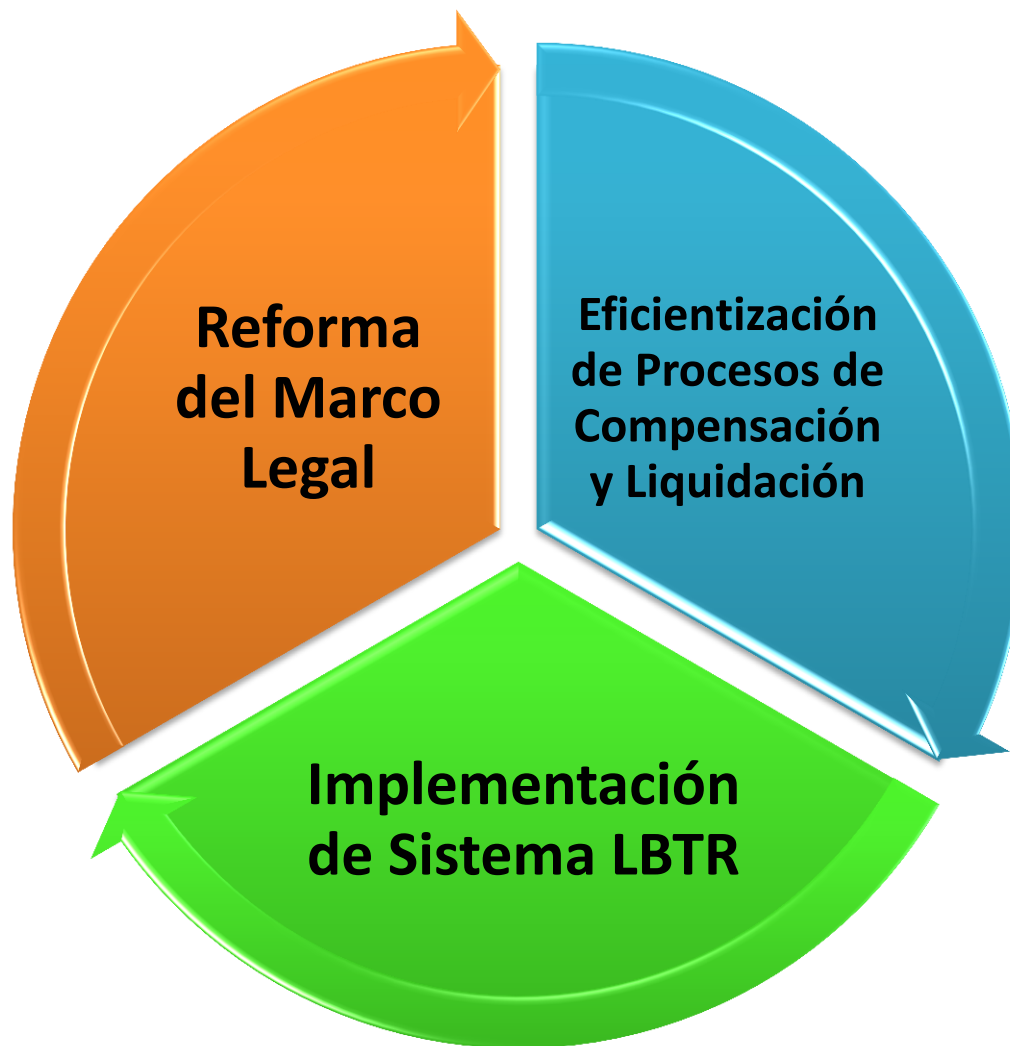 Reforma
del Marco
Legal
Eficientización
de Procesos de
Compensación
y Liquidación
Implementación
de Sistema LBTR